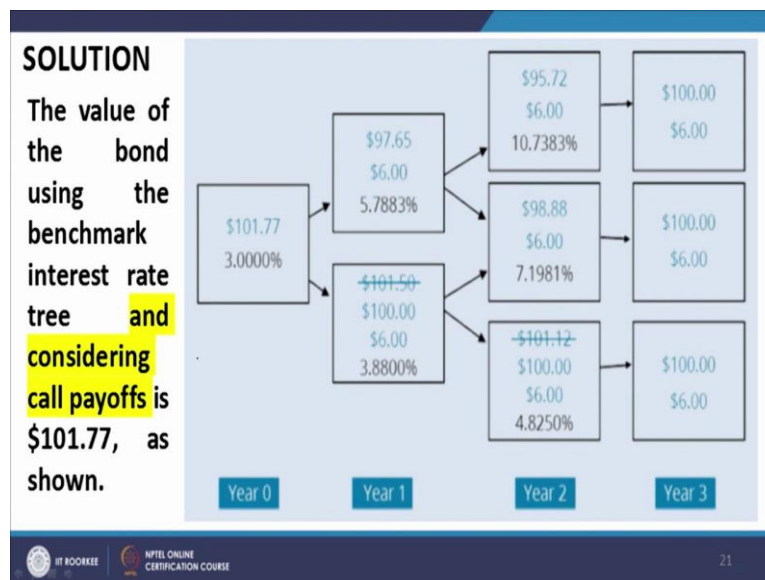 SOLUTION
The value of
the bond
using the
benchmark
interest rate
tree and
considering
call payoffs is
$101.77, as
shown.
$101.77
3.0000%
$97.65
$6.00
5.7883%
$101.50
$100.00
$6.00
3.8800%
$95.72
$6.00
10.7383%
$98.88
$6.00
7.1981%
$101.12
$100.00
$6.00
4.8250%
$100.00
$6.00
$100.00
$6.00
$100.00
$6.00
Year 0
Year 1
Year 2
Year 3
IIT ROORKEE
NPTEL ONLINE
CERTIFICATION COURSE
21